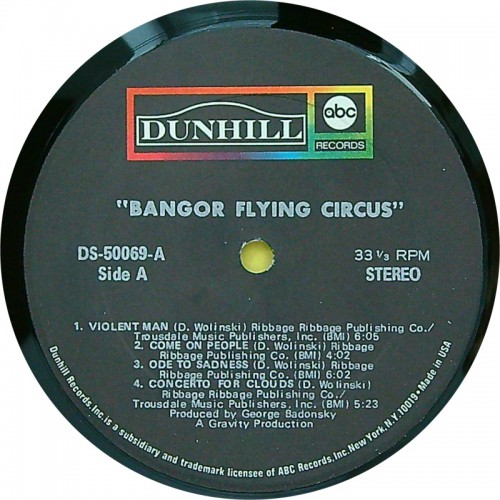 DUNHILL
abc
RECORDS
"BANGOR FLYING CIRCUS"
DS-50069-A
Side A
33 1/3 RPM
STEREO
1. VIOLENT MAN (D. Wolinski) Ribbage Ribbage Publishing Co./
Trousdale Music Publishers, Inc. (BMI) 6:05
2. COME ON PEOPLE (D. Wolinski) Ribbage
Ribbage Publishing Co. (BMI) 4:02
3. ODE TO SADNESS (D. Wolinski) Ribbage
Ribbage Publishing Co. (BMI) 3:19
4. CONCERTO FOR CLOUDS (D. Wolinski)
Ribbage Ribbage Publishing Co./
Trousdale Music Publishers, Inc.(BMI) 5:23
Produced by George Badonsky
A Gravity Production
Dunhill Records,Inc.is a subsidiary and trademark licensee of ABC Records,Inc.New York,N.Y.10019•Made in USA